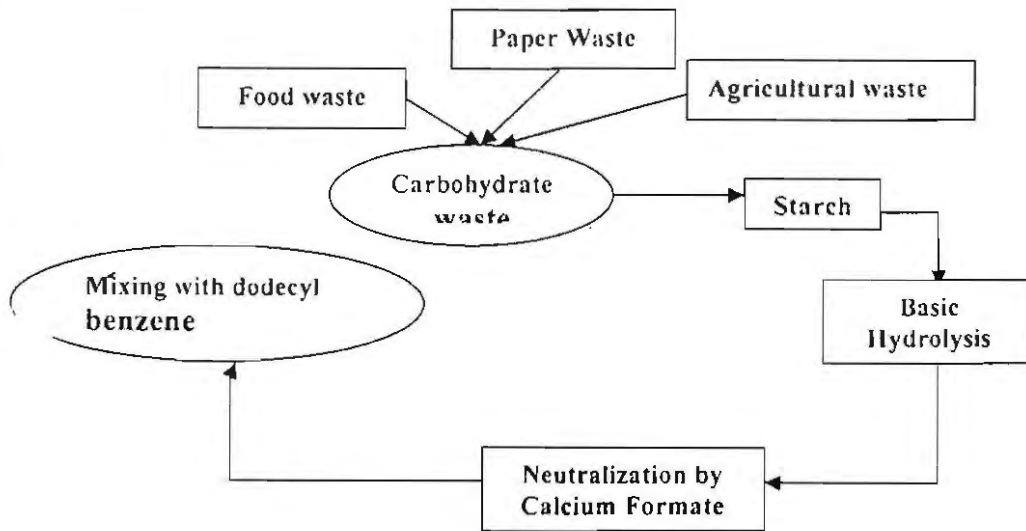 Paper Waste
Food waste
Agricultural waste
Carbohydrate
waste
Starch
Mixing with dodecyl
benzene
Basic
Hydrolysis
Neutralization by
Calcium Formate